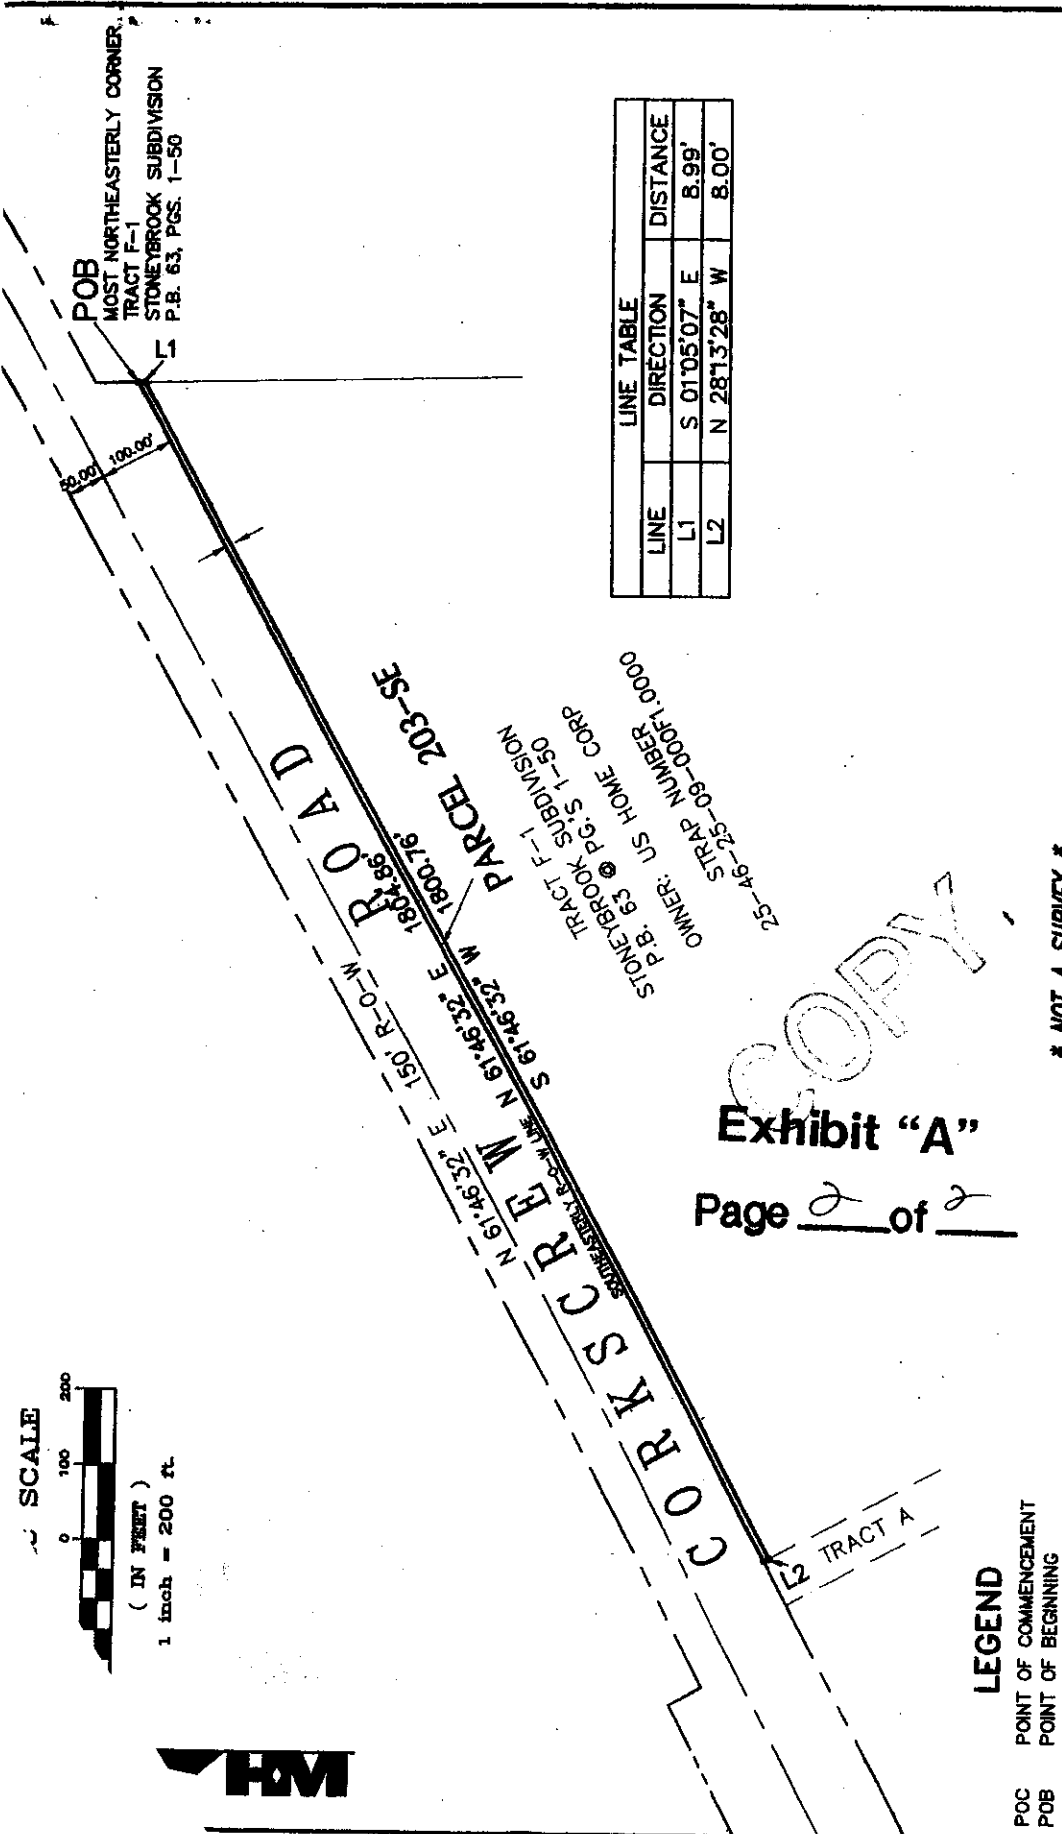 POB
MOST NORTHEASTERLY CORNER,
TRACT F-1
STONEYBROOK SUBDIVISION
P.B. 63, PGS. 1-50
L1
50.00'
100.00'
LINE TABLE
LINE DIRECTION DISTANCE
L1 S 01°05'07" E 8.99'
L2 N 28°13'28" W 8.00'
CORKSCREW ROAD
N 61°46'32" E 150' R-O-W
N 61°46'32" E 1804.86'
S 61°46'32" W 1800.76'
SOUTHEASTERLY R-O-W LINE
PARCEL 203-SE
TRACT F-1
STONEYBROOK SUBDIVISION
P.B. 63 @ PG.'S 1-50
OWNER: US HOME CORP
STRAP NUMBER
25-46-25-09-000F1.0000
COPY
* NOT A SURVEY *
Exhibit "A"
Page 2 of 2
SCALE
0 100 200
( IN FEET )
1 inch = 200 ft.
L2
TRACT A
LEGEND
POC POINT OF COMMENCEMENT
POB POINT OF BEGINNING
HM